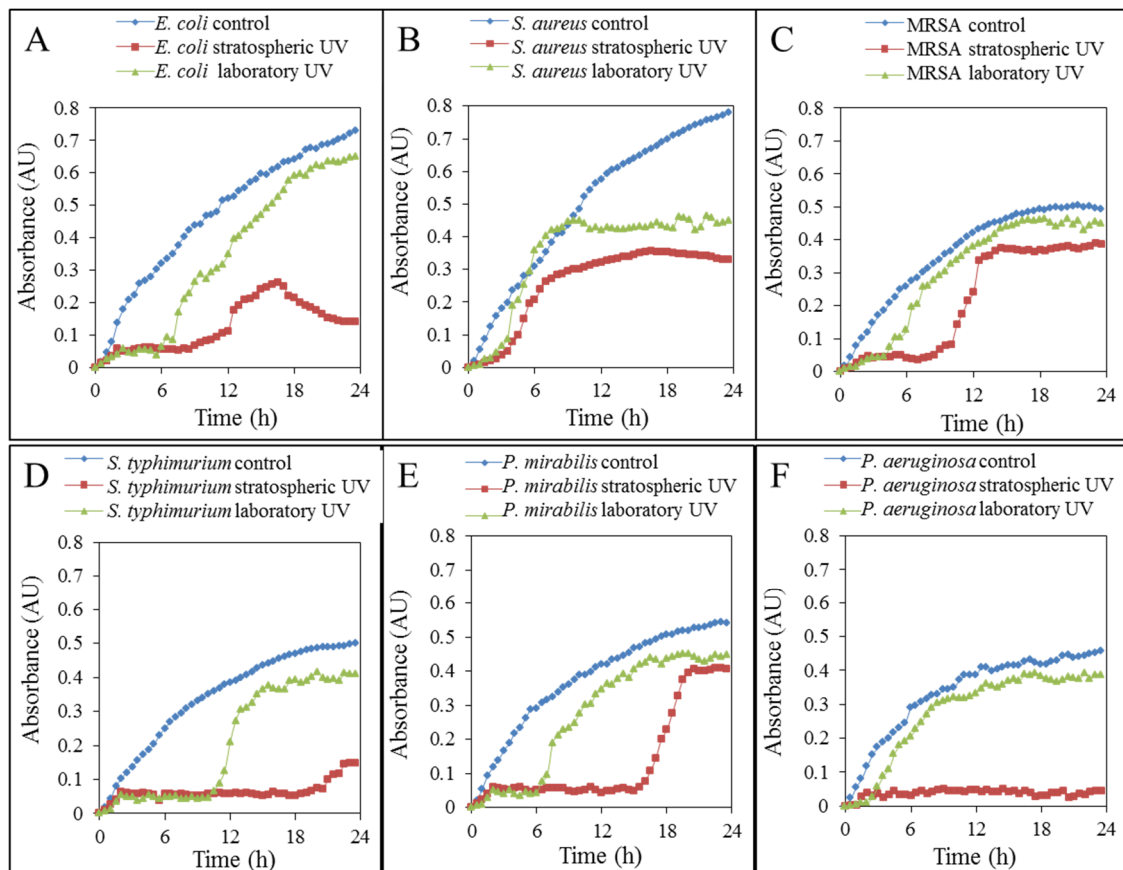 A
E. coli control
E. coli stratospheric UV
E. coli laboratory UV
Absorbance (AU)
0.8
0.7
0.6
0.5
0.4
0.3
0.2
0.1
0
0 6 12 18 24
Time (h)
B
S. aureus control
S. aureus stratospheric UV
S. aureus laboratory UV
Absorbance (AU)
0.8
0.7
0.6
0.5
0.4
0.3
0.2
0.1
0
0 6 12 18 24
Time (h)
C
MRSA control
MRSA stratospheric UV
MRSA laboratory UV
Absorbance (AU)
0.8
0.7
0.6
0.5
0.4
0.3
0.2
0.1
0
0 6 12 18 24
Time (h)
D
S. typhimurium control
S. typhimurium stratospheric UV
S. typhimurium laboratory UV
Absorbance (AU)
0.8
0.7
0.6
0.5
0.4
0.3
0.2
0.1
0
0 6 12 18 24
Time (h)
E
P. mirabilis control
P. mirabilis stratospheric UV
P. mirabilis laboratory UV
Absorbance (AU)
0.8
0.7
0.6
0.5
0.4
0.3
0.2
0.1
0
0 6 12 18 24
Time (h)
F
P. aeruginosa control
P. aeruginosa stratospheric UV
P. aeruginosa laboratory UV
Absorbance (AU)
0.8
0.7
0.6
0.5
0.4
0.3
0.2
0.1
0
0 6 12 18 24
Time (h)